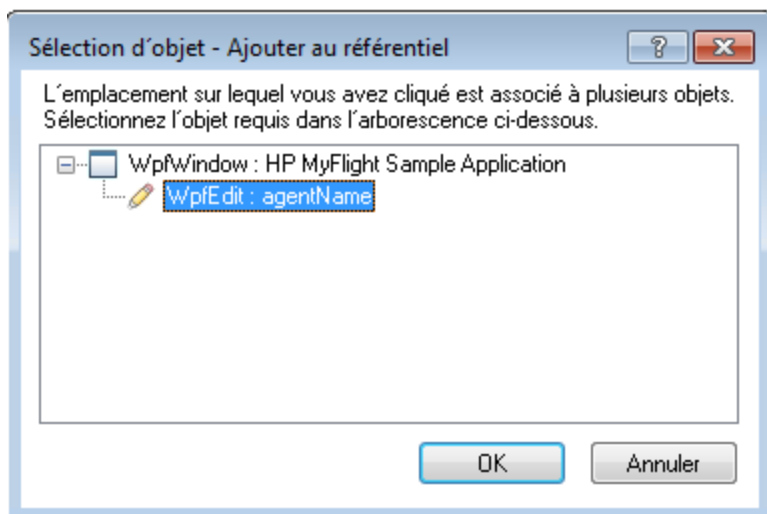 Sélection d´objet - Ajouter au référentiel
L´emplacement sur lequel vous avez cliqué est associé à plusieurs objets.
Sélectionnez l´objet requis dans l´arborescence ci-dessous.
WpfWindow : HP MyFlight Sample Application
WpfEdit : agentName
OK Annuler